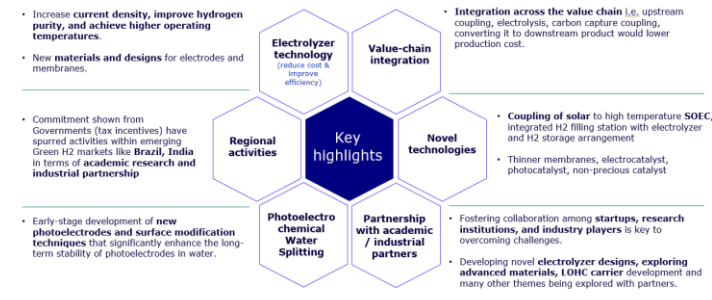 • Increase current density, improve hydrogen
purity, and achieve higher operating
temperatures.
• New materials and designs for electrodes and
membranes.
Electrolyzer
technology
(reduce cost &
improve
efficiency)
Value-chain
integration
• Integration across the value chain i.e. upstream
coupling, electrolysis, carbon capture coupling,
converting it to downstream product would lower
production cost.
• Commitment shown from
Governments (tax incentives) have
spurred activities within emerging
Green H2 markets like Brazil, India
in terms of academic research and
industrial partnership
Regional
activities
Key
highlights
Novel
technologies
• Coupling of solar to high temperature SOEC,
integrated H2 filling station with electrolyzer
and H2 storage arrangement
• Thinner membranes, electrocatalyst,
photocatalyst, non-precious catalyst
• Early-stage development of new
photoelectrodes and surface modification
techniques that significantly enhance the long-
term stability of photoelectrodes in water.
Photoelectro
chemical
Water
Splitting
Partnership
with academic
/ industrial
partners
• Fostering collaboration among startups, research
institutions, and industry players is key to
overcoming challenges.
• Developing novel electrolyzer designs, exploring
advanced materials, LOHC carrier development and
many other themes being explored with partners.